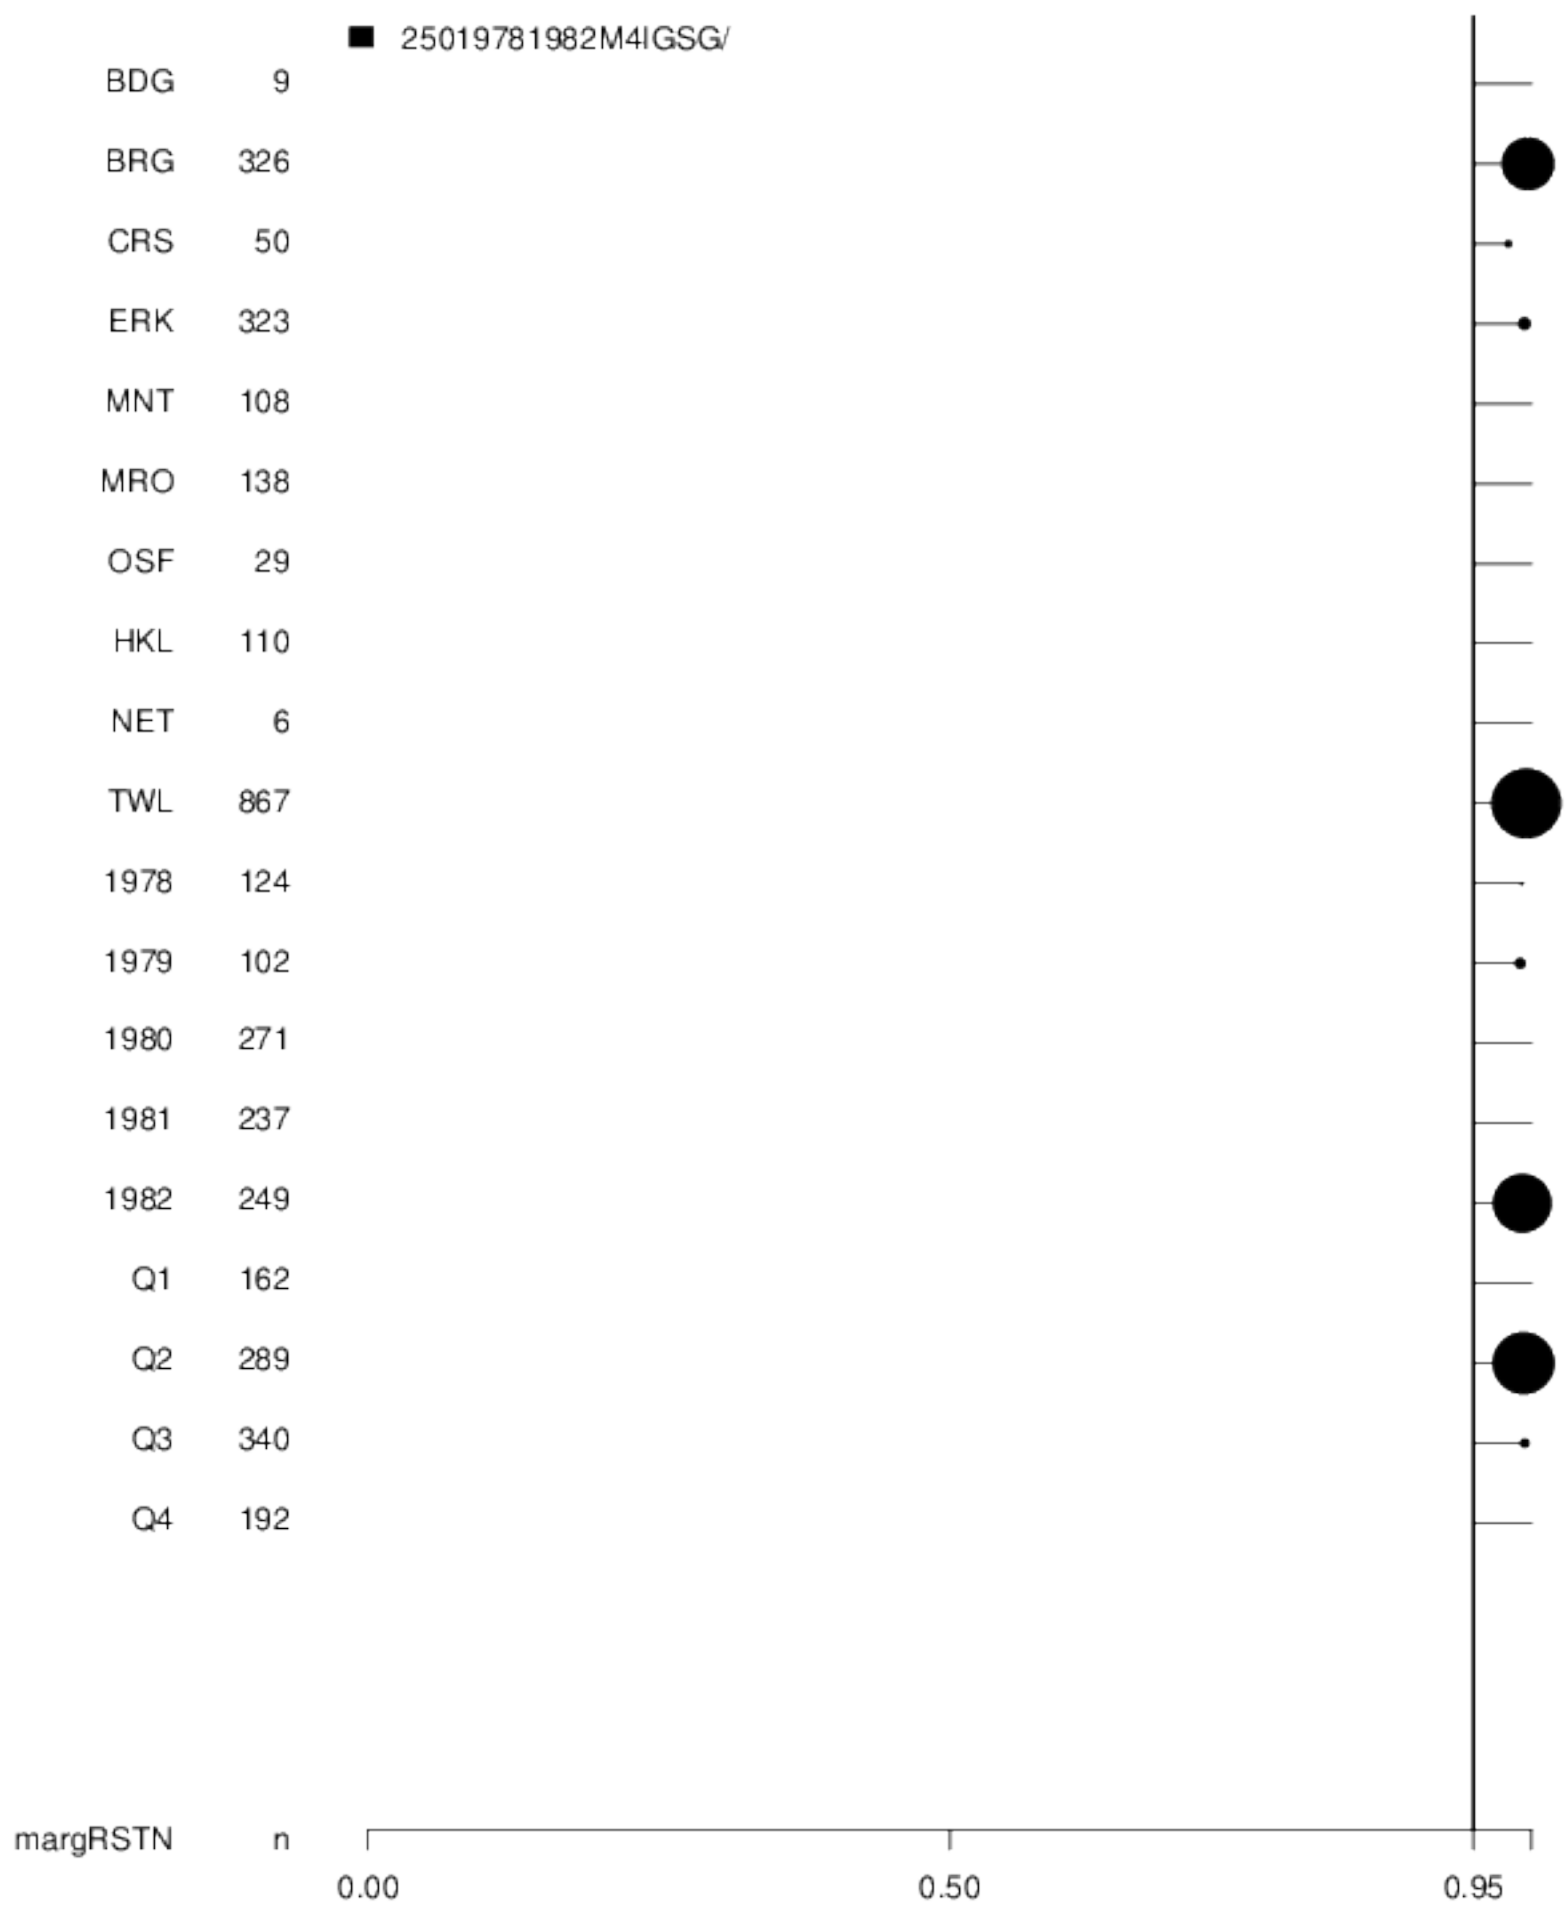 25019781982M4IGSG/
BDG 9
BRG 326
CRS 50
ERK 323
MNT 108
MRO 138
OSF 29
HKL 110
NET 6
TWL 867
1978 124
1979 102
1980 271
1981 237
1982 249
Q1 162
Q2 289
Q3 340
Q4 192
margRSTN n
0.00 0.50 0.95